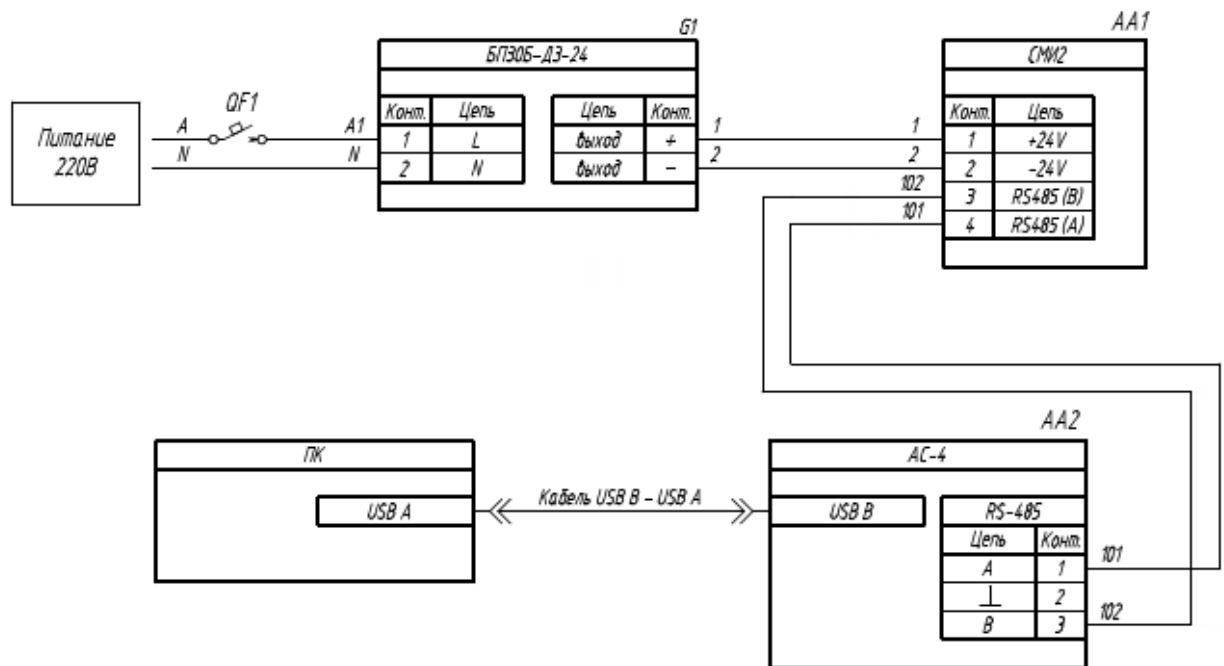 G1
AA1
БП30Б-Д3-24
СМИ2
QF1
Питание
220В
A
A1
N
N
Конт. Цепь
1 L
2 N
Цепь Конт.
выход +
выход -
1
2
1
2
102
101
Конт. Цепь
1 +24V
2 -24V
3 RS485 (B)
4 RS485 (A)
AA2
ПК
USB A
Кабель USB B - USB A
АС-4
USB B
RS-485
Цепь Конт.
A 1
⊥ 2
B 3
101
102